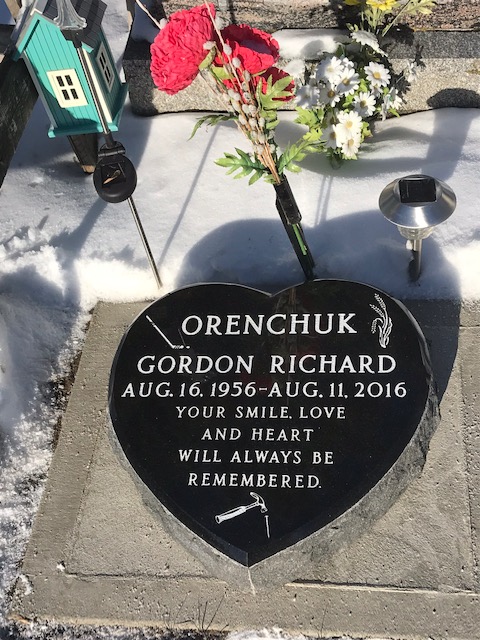 ORENCHUK
GORDON RICHARD
AUG. 16, 1956-AUG. 11, 2016
YOUR SMILE, LOVE
AND HEART
WILL ALWAYS BE
REMEMBERED.